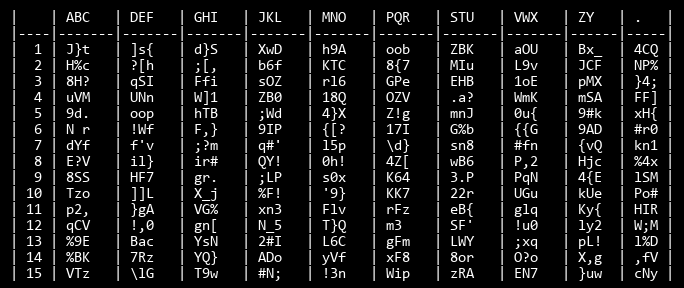 |    | ABC  | DEF  | GHI  | JKL  | MNO  | PQR  | STU  | VWX  | ZY  | .   |
|----|------|------|------|------|------|------|------|------|-----|-----|
|  1 | J}t  | ]s{  | d}S  | XwD  | h9A  | oob  | ZBK  | aOU  | Bx_ | 4CQ |
|  2 | H%c  | ?[h  | ;[,  | b6f  | KTC  | 8{7  | MIu  | L9v  | JCF | NP% |
|  3 | 8H?  | qSI  | Ffi  | sOZ  | rl6  | GPe  | EHB  | 1oE  | pMX | }4; |
|  4 | uVM  | UNn  | W]1  | ZB0  | 18Q  | OZV  | .a?  | WmK  | mSA | FF] |
|  5 | 9d.  | oop  | hTB  | ;Wd  | 4}X  | Z!g  | mnJ  | 0u{  | 9#k | xH{ |
|  6 | N r  | !Wf  | F,}  | 9IP  | {[?  | 17I  | G%b  | {{G  | 9AD | #r0 |
|  7 | dYf  | f'v  | ;?m  | q#'  | l5p  | \d}  | sn8  | #fn  | {vQ | kn1 |
|  8 | E?V  | il}  | ir#  | QY!  | 0h!  | 4Z[  | wB6  | P,2  | Hjc | %4x |
|  9 | 8SS  | HF7  | gr.  | ;LP  | s0x  | K64  | 3.P  | PqN  | 4{E | lSM |
| 10 | Tzo  | ]]L  | X_j  | %F!  | '9}  | KK7  | 22r  | UGu  | kUe | Po# |
| 11 | p2,  | }gA  | VG%  | xn3  | Flv  | rFz  | eB{  | glq  | Ky{ | HIR |
| 12 | qCV  | !,0  | gn[  | N_5  | T}Q  | m3   | SF'  | !u0  | ly2 | W;M |
| 13 | %9E  | Bac  | YsN  | 2#I  | L6C  | gFm  | LWY  | ;xq  | pL! | l%D |
| 14 | %BK  | 7Rz  | YQ}  | ADo  | yVf  | xF8  | 8or  | O?o  | X,g | ,fV |
| 15 | VTz  | \lG  | T9w  | #N;  | !3n  | Wip  | zRA  | EN7  | }uw | cNy |